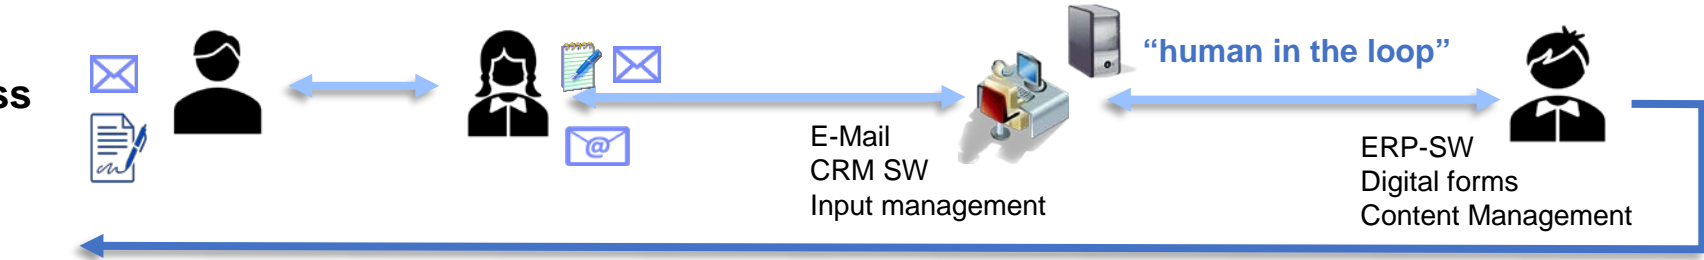 ss
"human in the loop"
E-Mail
CRM SW
Input management
ERP-SW
Digital forms
Content Management